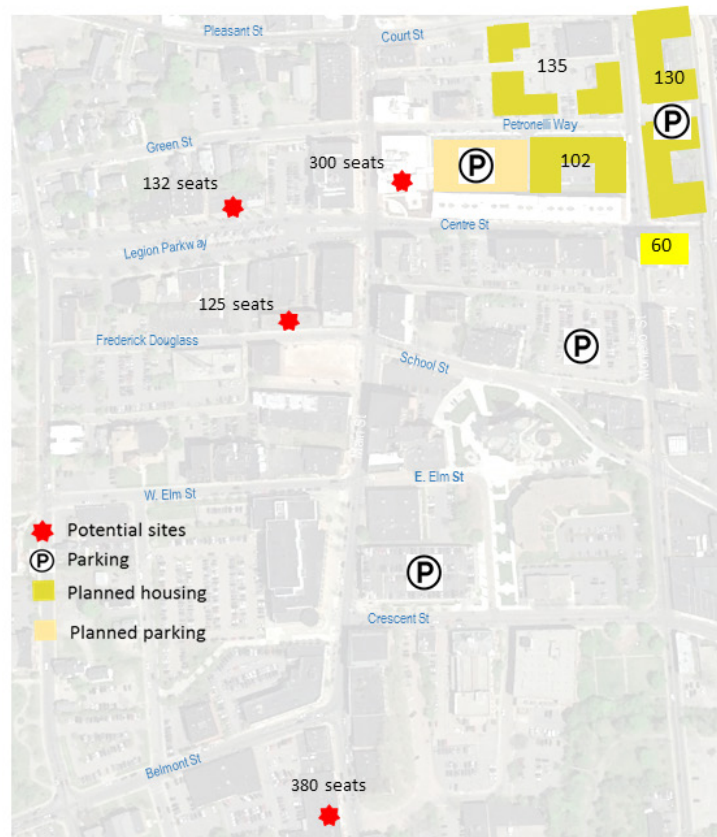 Pleasant St
Court St
135
130
P
Petronelli Way
Green St
300 seats
P
102
132 seats
Centre St
Legion Parkway
60
125 seats
Frederick Douglass
P
School St
Main St
E. Elm St
W. Elm St
Potential sites
P Parking
P
Planned housing
Crescent St
Planned parking
Belmont St
380 seats